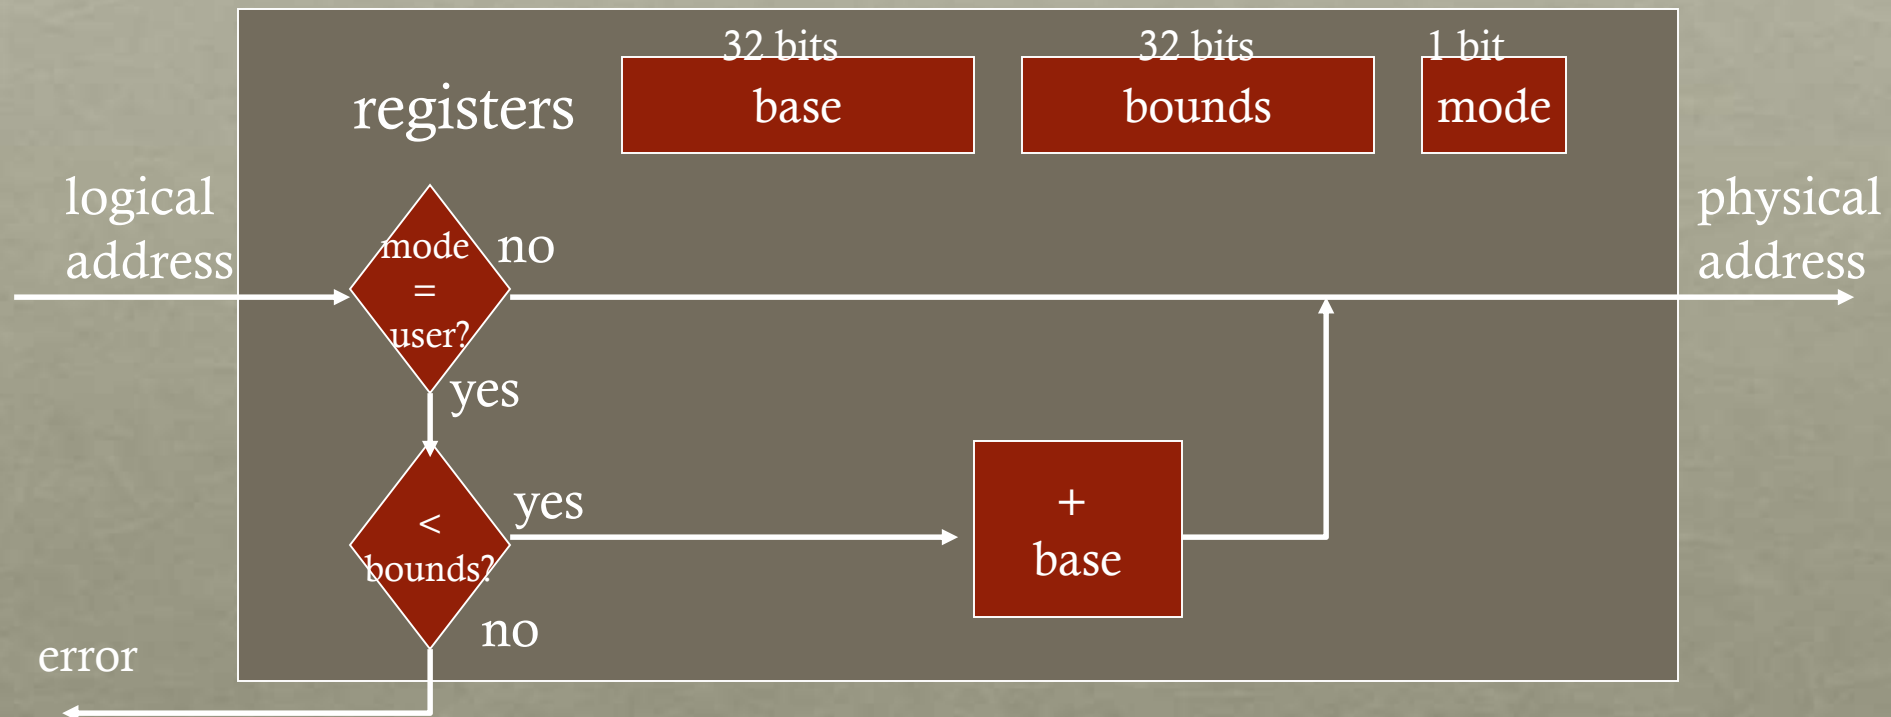 32 bits
32 bits
1 bit
registers
base
bounds
mode
logical
address
physical
address
mode
=
user?
no
yes
<
bounds?
yes
no
+
base
error